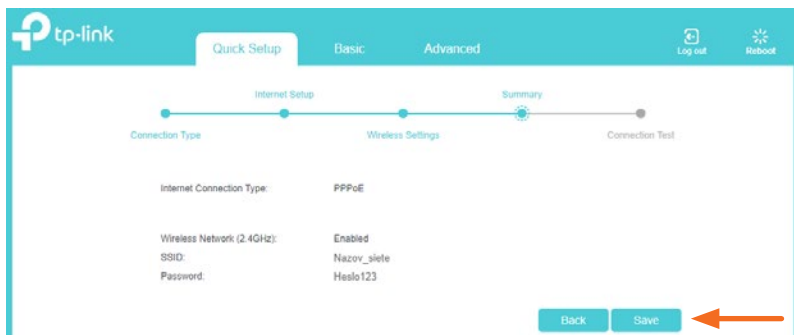 tp-link
Quick Setup Basic Advanced Log out Reboot
Internet Setup Summary
Connection Type Wireless Settings Connection Test
Internet Connection Type: PPPoE
Wireless Network (2.4GHz): Enabled
SSID: Nazov_siete
Password: Heslo123
Back Save